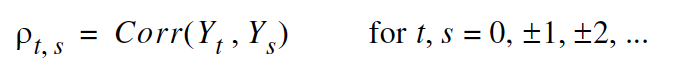 ρt, s = Corr(Yt , Ys) for t, s = 0, ±1, ±2, ...